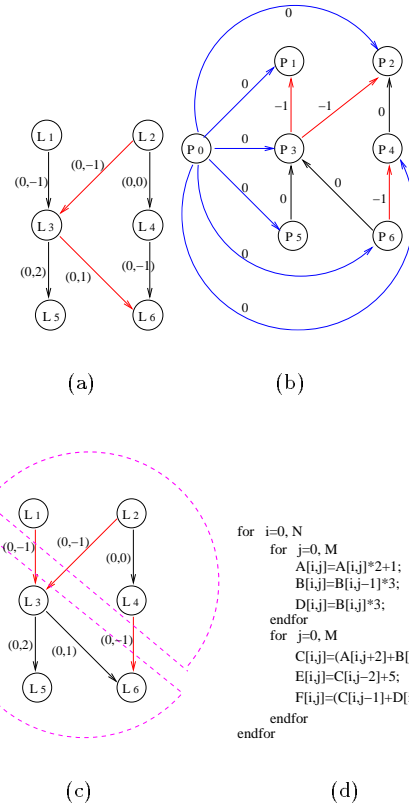 0
P 1
P 2
0
-1
-1
0
L 1
L 2
P 0
0
P 3
P 4
(0,-1)
(0,-1)
(0,0)
0
0
0
-1
L 3
L 4
P 5
P 6
(0,2)
(0,1)
(0,-1)
0
L 5
L 6
0
(a)
(b)
L 1
L 2
(0,-1)
(0,-1)
(0,0)
L 3
L 4
(0,2)
(0,1)
(0,-1)
L 5
L 6
for i=0, N
for j=0, M
A[i,j]=A[i,j]*2+1;
B[i,j]=B[i,j-1]*3;
D[i,j]=B[i,j]*3;
endfor
for j=0, M
C[i,j]=(A[i,j+2]+B[
E[i,j]=C[i,j-2]+5;
F[i,j]=(C[i,j-1]+D[
endfor
endfor
(c)
(d)